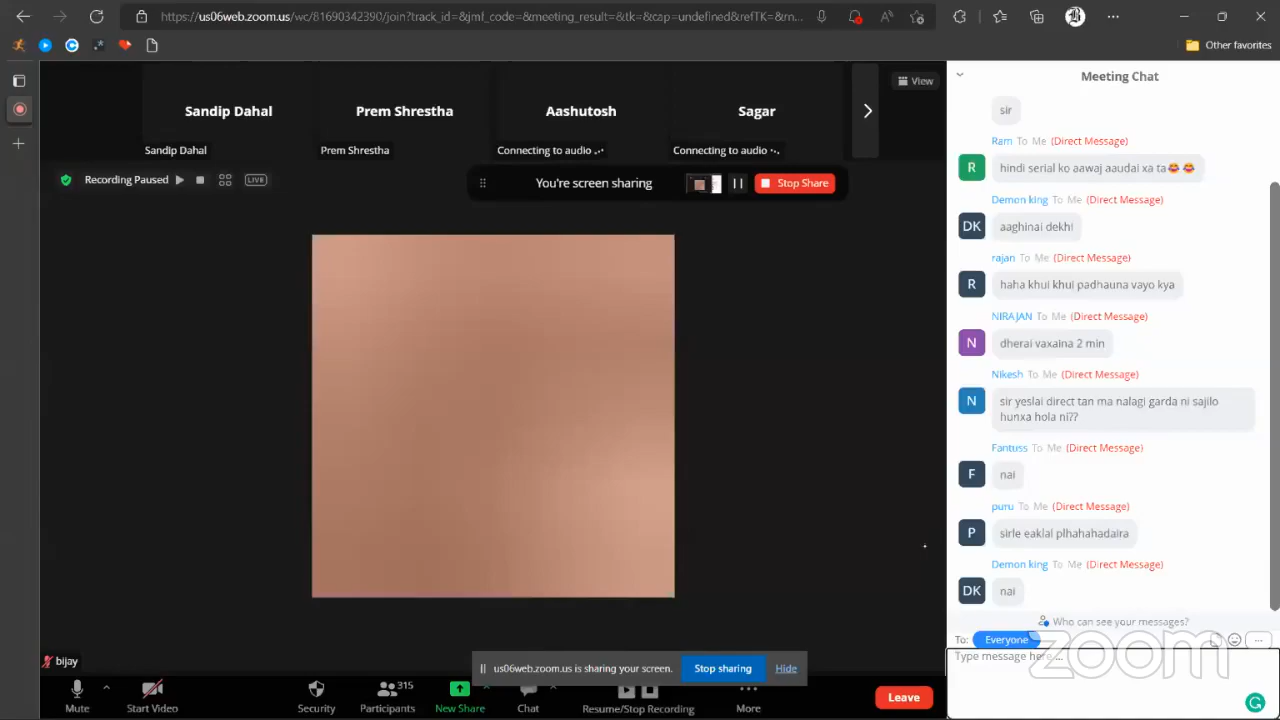 https://us06web.zoom.us/wc/81690342390/join?track_id=&jml_code=&meeting_result=&tk=&cap=undefined&refTK=&rn...
Other favorites
Sandip Dahal
Prem Shrestha
Aashutosh
Sagar
View
Sandip Dahal
Prem Shrestha
Connecting to audio
Connecting to audio
Recording Paused
LIVE
You're screen sharing
Stop Share
Meeting Chat
sir
Ram To Me (Direct Message)
R
hindi serial ko aawaj aaudai xa ta😂😂
Demon king To Me (Direct Message)
DK
aaghinai dekhi
rajan To Me (Direct Message)
R
haha khui khui padhauna vayo kya
NIRAJAN To Me (Direct Message)
N
dherai vaxaina 2 min
Nikesh To Me (Direct Message)
N
sir yeslai direct tan ma nalagi garda ni sajilo
hunxa hola ni??
Fantuss To Me (Direct Message)
F
nai
puru To Me (Direct Message)
P
sirle eaklal plhahahadaira
Demon king To Me (Direct Message)
DK
nai
Who can see your messages?
To: Everyone
Type message here ...
zoom
bijay
us06web.zoom.us is sharing your screen.
Stop sharing
Hide
Mute
Start Video
Security
315
Participants
New Share
Chat
Resume/Stop Recording
More
Leave